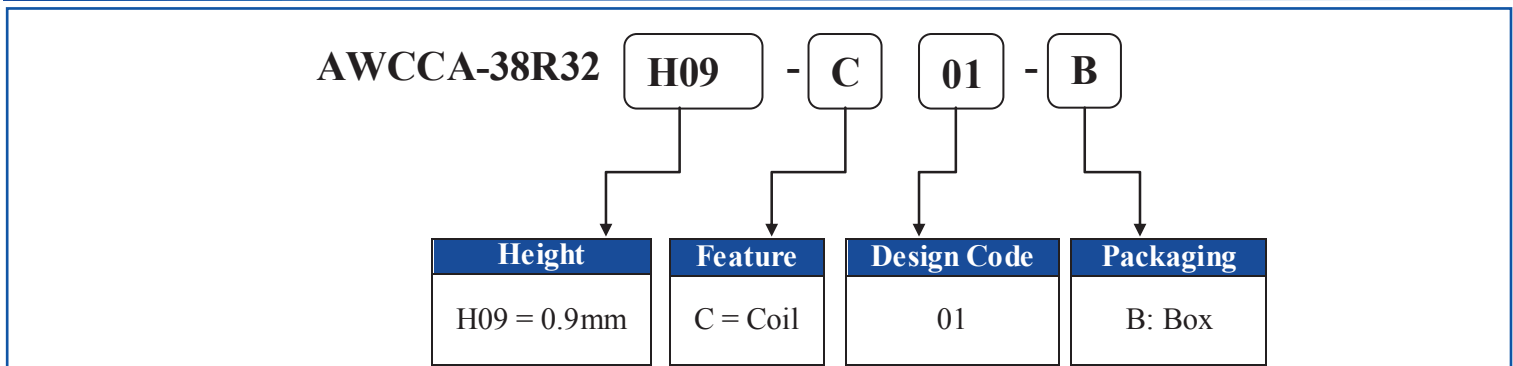 AWCCA-38R32 H09 - C 01 - B
Height Feature Design Code Packaging
H09 = 0.9mm C = Coil 01 B: Box